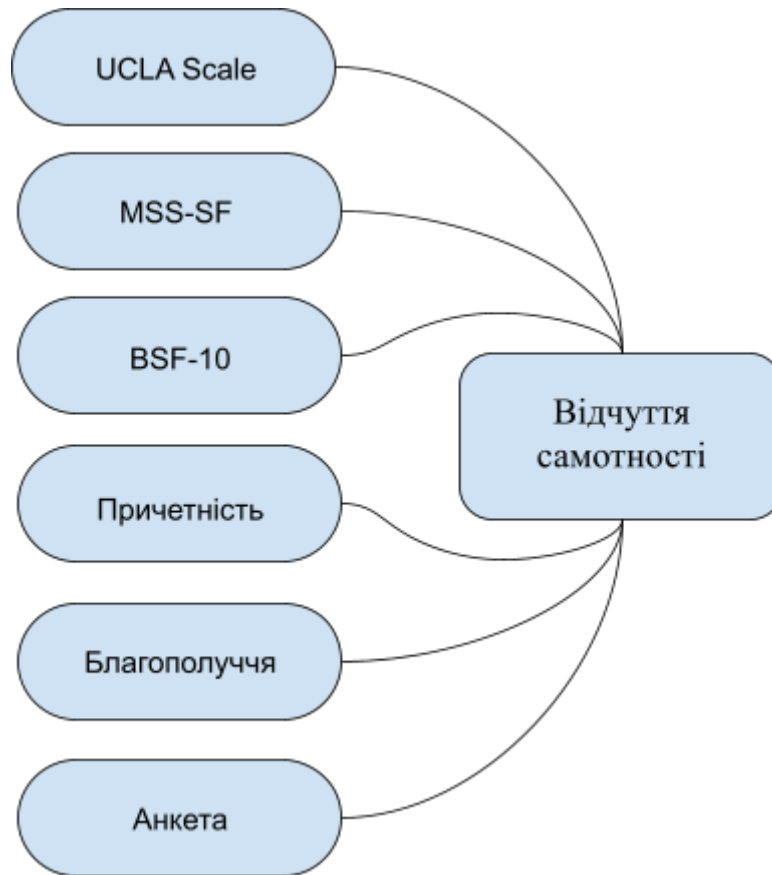 UCLA Scale
MSS-SF
BSF-10
Відчуття
самотності
Причетність
Благополуччя
Анкета